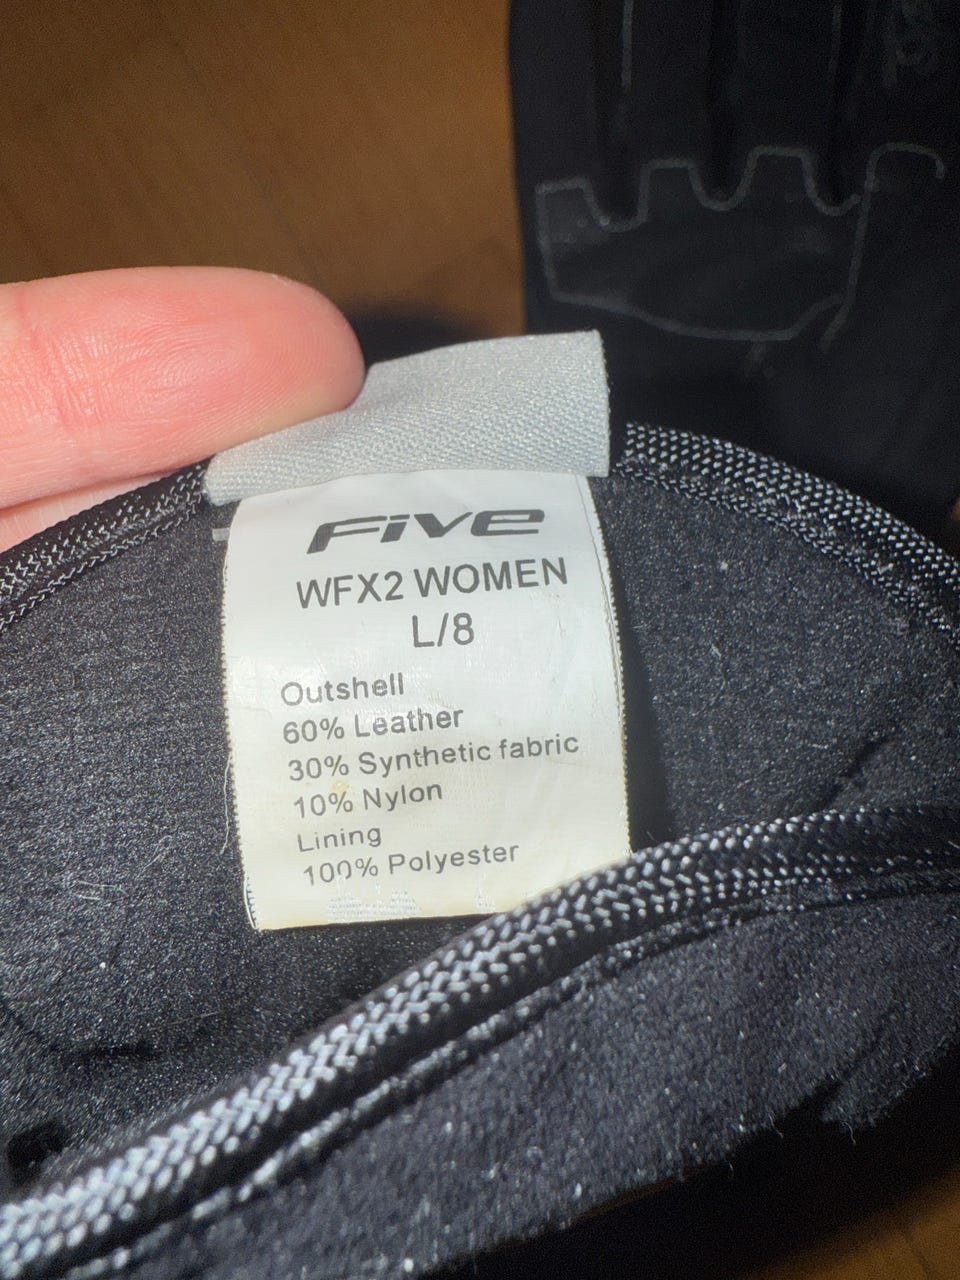 FIVE
WFX2 WOMEN
L/8
Outshell
60% Leather
30% Synthetic fabric
10% Nylon
Lining
100% Polyester